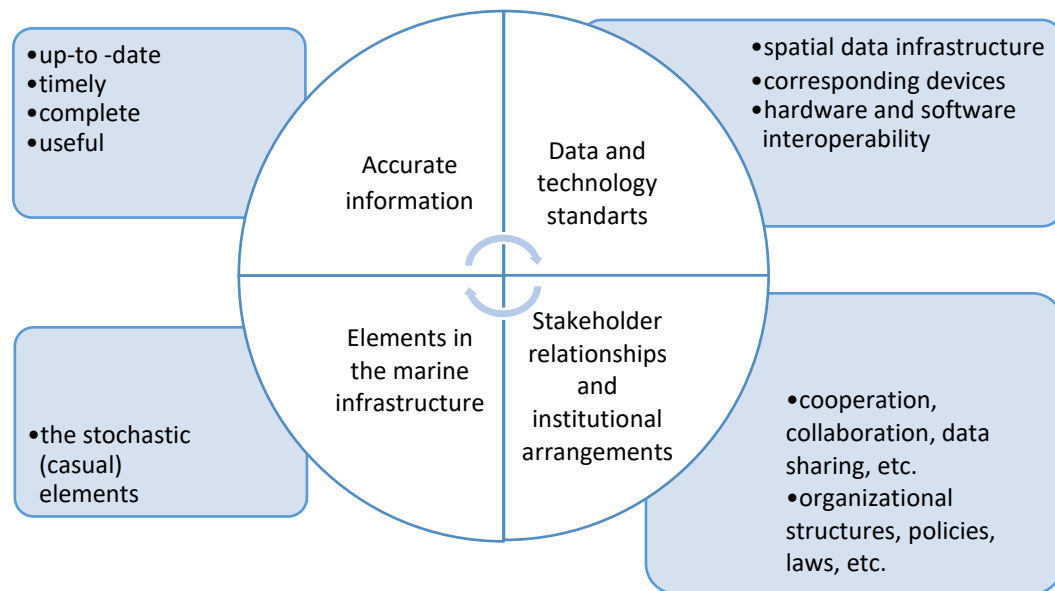 •up-to -date
•timely
•complete
•useful
Accurate
information
Data and
technology
standarts
•spatial data infrastructure
•corresponding devices
•hardware and software
interoperability
•the stochastic
(casual)
elements
Elements in
the marine
infrastructure
Stakeholder
relationships
and
institutional
arrangements
•cooperation,
collaboration, data
sharing, etc.
•organizational
structures, policies,
laws, etc.